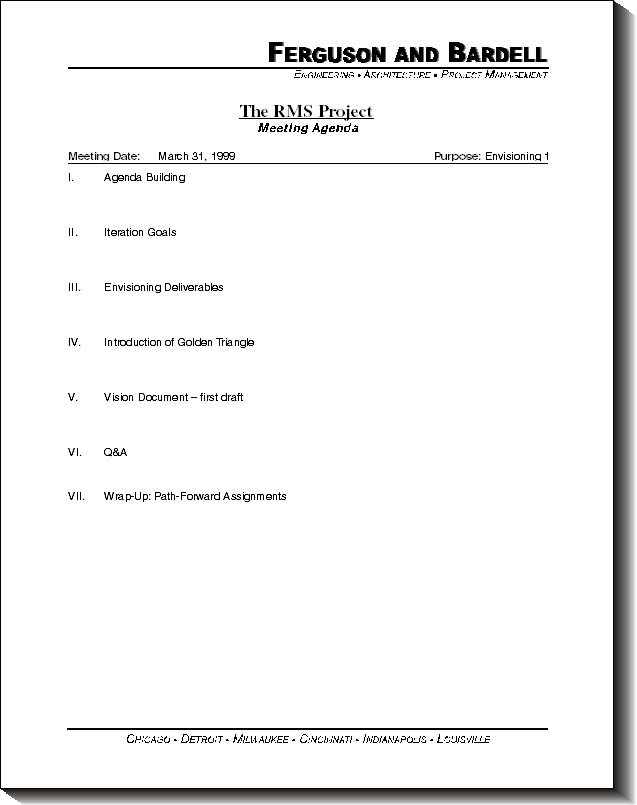 FERGUSON AND BARDELL
ENGINEERING • ARCHITECTURE • PROJECT MANAGEMENT
The RMS Project
Meeting Agenda
Meeting Date: March 31, 1999 Purpose: Envisioning 1
I. Agenda Building
II. Iteration Goals
III. Envisioning Deliverables
IV. Introduction of Golden Triangle
V. Vision Document – first draft
VI. Q&A
VII. Wrap-Up: Path-Forward Assignments
CHICAGO • DETROIT • MILWAUKEE • CINCINNATI • INDIANAPOLIS • LOUISVILLE